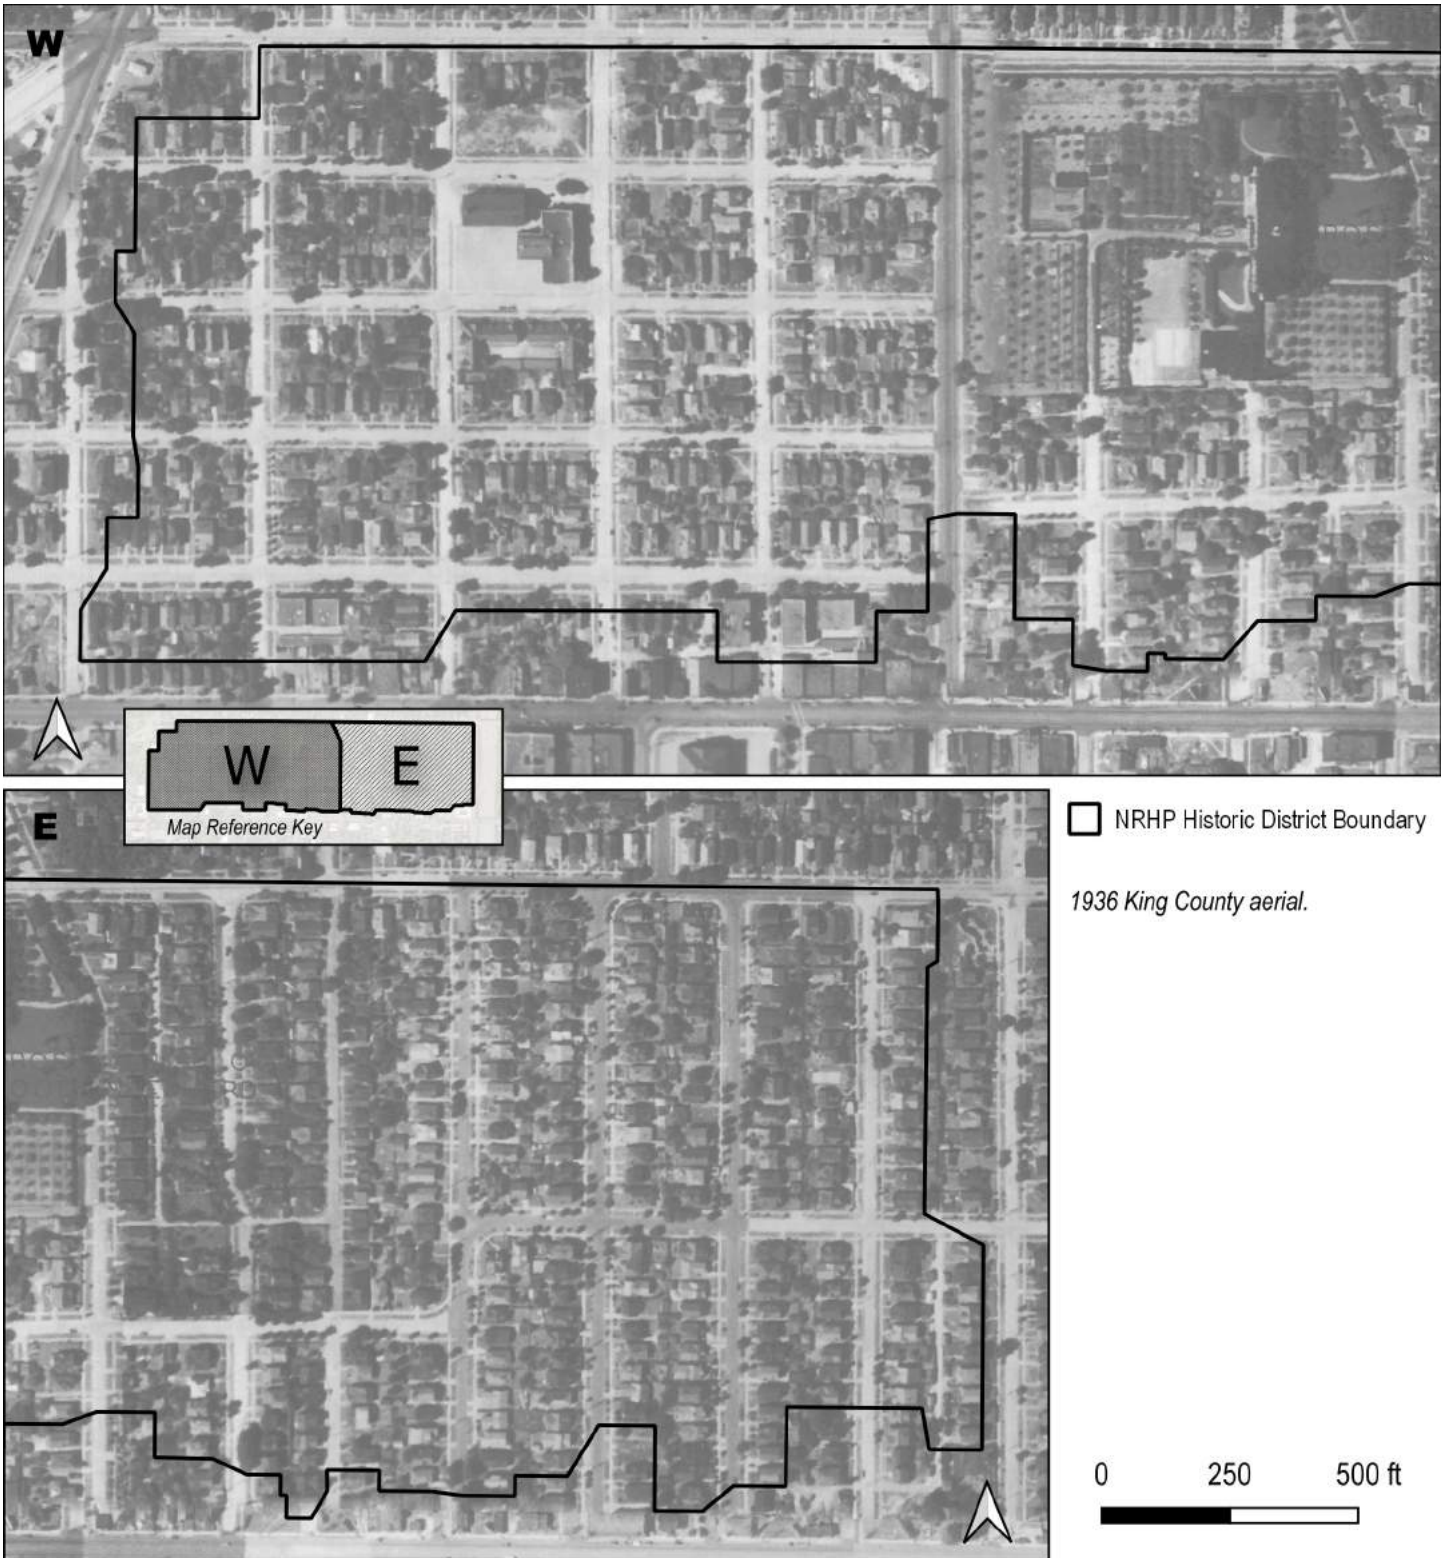 W
W E
Map Reference Key
E
NRHP Historic District Boundary
1936 King County aerial.
0 250 500 ft